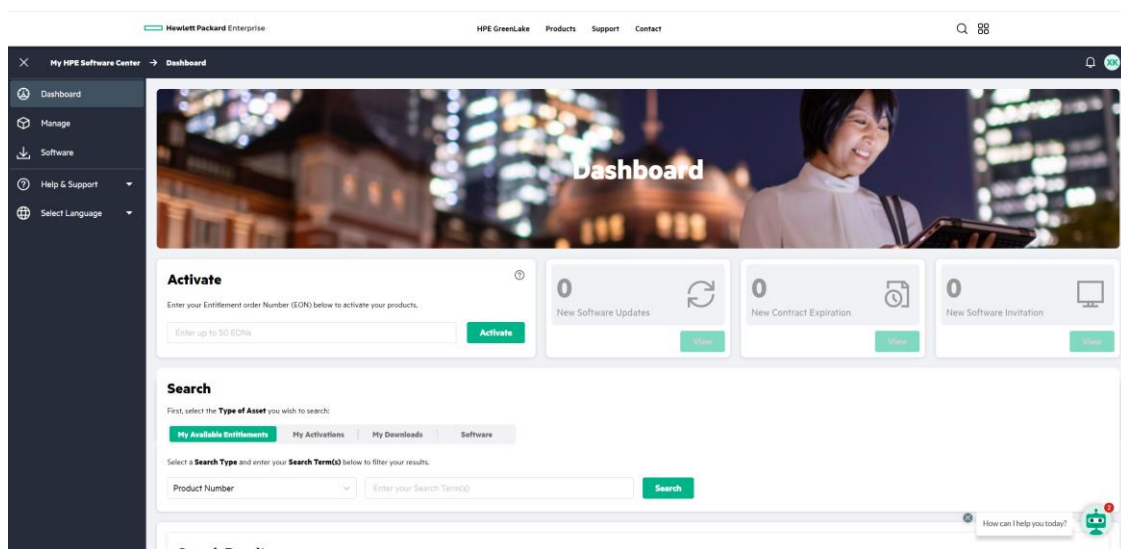 Hewlett Packard Enterprise
HPE GreenLake Products Support Contact
My HPE Software Center → Dashboard
XK
Dashboard
Manage
Software
Help & Support
Select Language
Dashboard
Activate
Enter your Entitlement order Number (EON) below to activate your products.
Enter up to 50 EONs
Activate
0
New Software Updates
View
0
New Contract Expiration
View
0
New Software Invitation
View
Search
First, select the Type of Asset you wish to search:
My Available Entitlements My Activations My Downloads Software
Select a Search Type and enter your Search Term(s) below to filter your results.
Product Number
Enter your Search Term(s)
Search
How can I help you today?
2